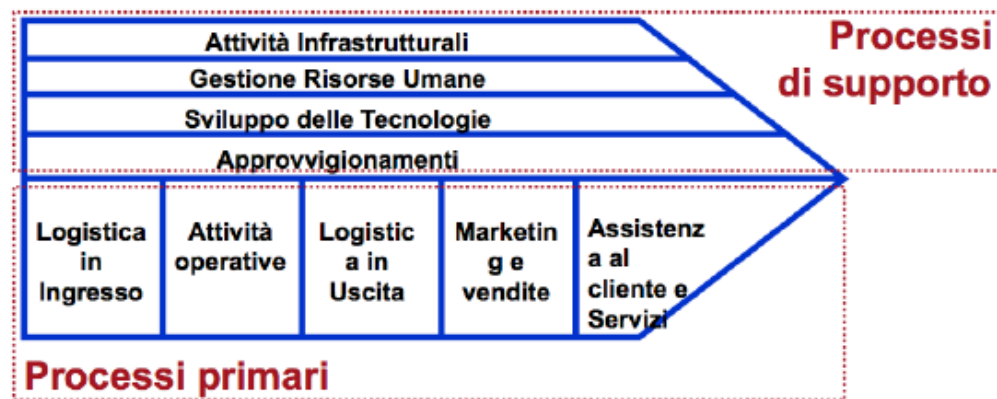 Attività Infrastrutturali
Gestione Risorse Umane
Sviluppo delle Tecnologie
Approvvigionamenti
Processi
di supporto
Logistica
in
Ingresso
Attività
operative
Logistic
a in
Uscita
Marketin
g e
vendite
Assistenz
a al
cliente e
Servizi
Processi primari